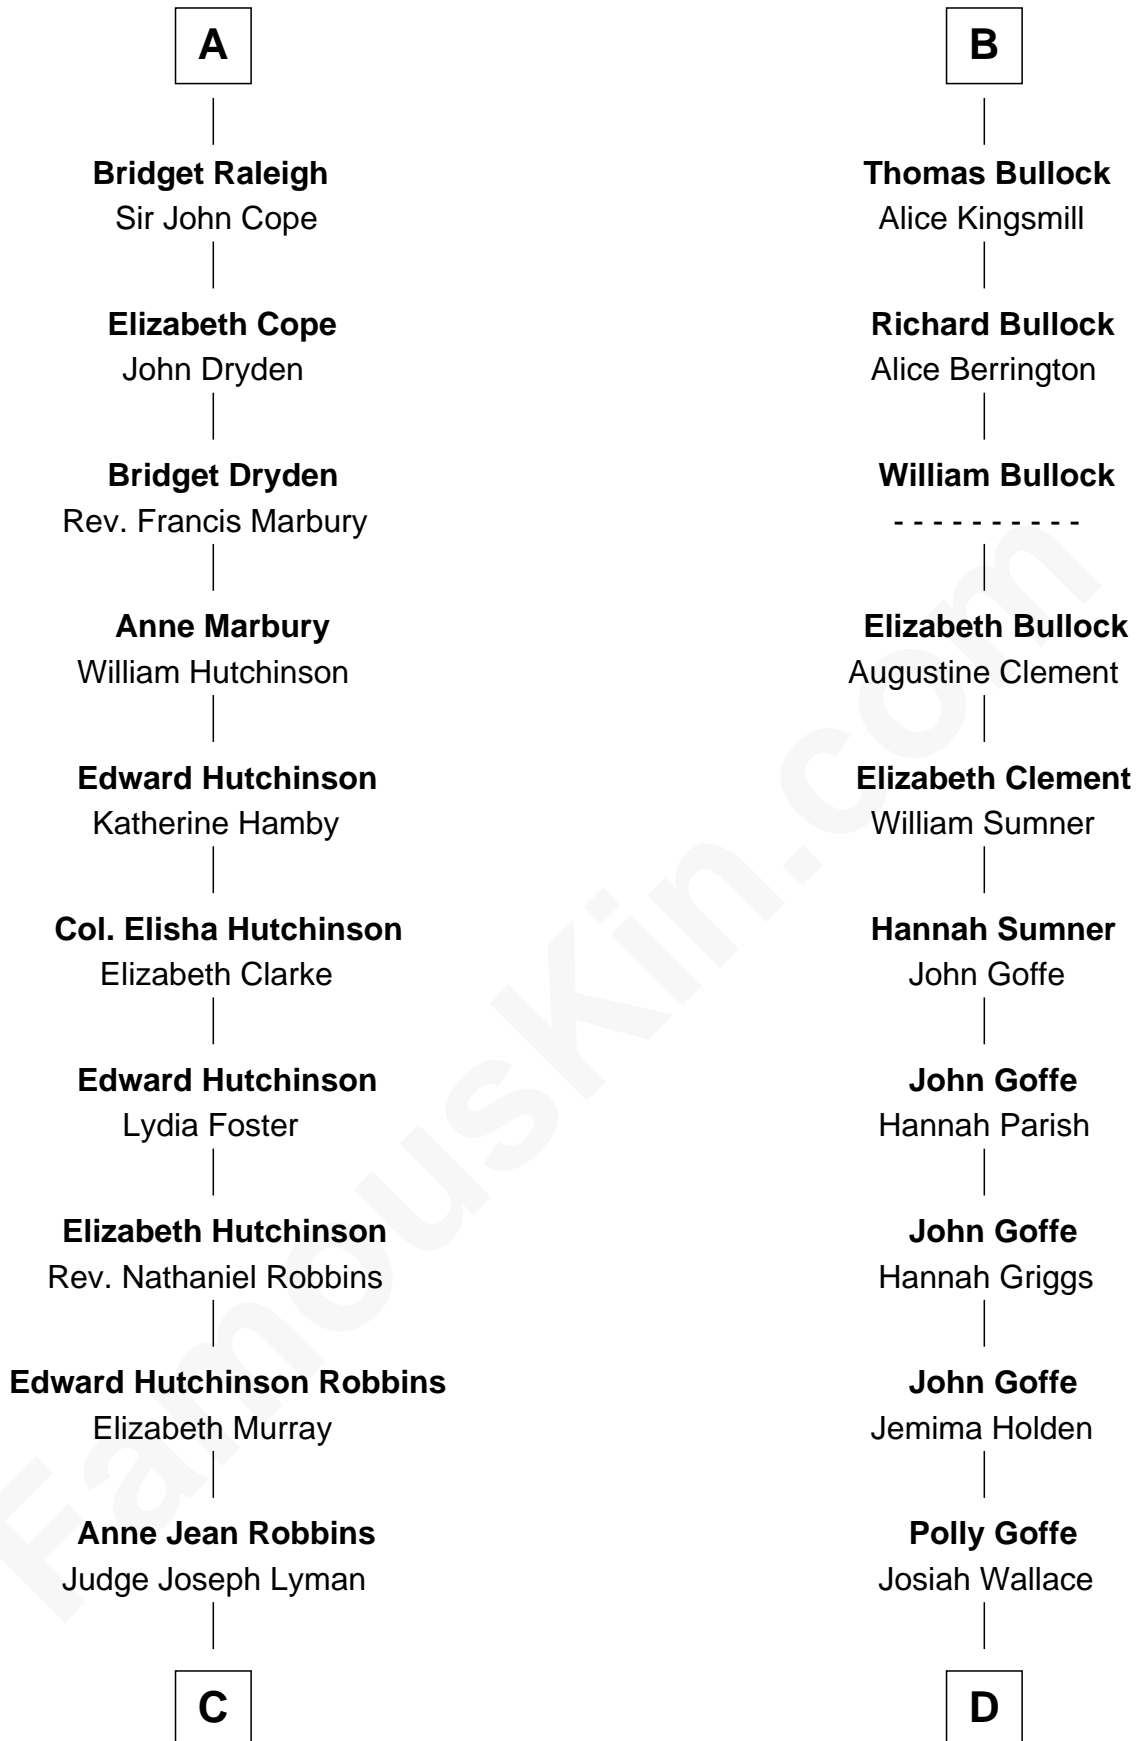 A
Bridget Raleigh
Sir John Cope
Elizabeth Cope
John Dryden
Bridget Dryden
Rev. Francis Marbury
Anne Marbury
William Hutchinson
Edward Hutchinson
Katherine Hamby
Col. Elisha Hutchinson
Elizabeth Clarke
Edward Hutchinson
Lydia Foster
Elizabeth Hutchinson
Rev. Nathaniel Robbins
Edward Hutchinson Robbins
Elizabeth Murray
Anne Jean Robbins
Judge Joseph Lyman
C
B
Thomas Bullock
Alice Kingsmill
Richard Bullock
Alice Berrington
William Bullock
- - - - - - - - - -
Elizabeth Bullock
Augustine Clement
Elizabeth Clement
William Sumner
Hannah Sumner
John Goffe
John Goffe
Hannah Parish
John Goffe
Hannah Griggs
John Goffe
Jemima Holden
Polly Goffe
Josiah Wallace
D
FamousKin.com